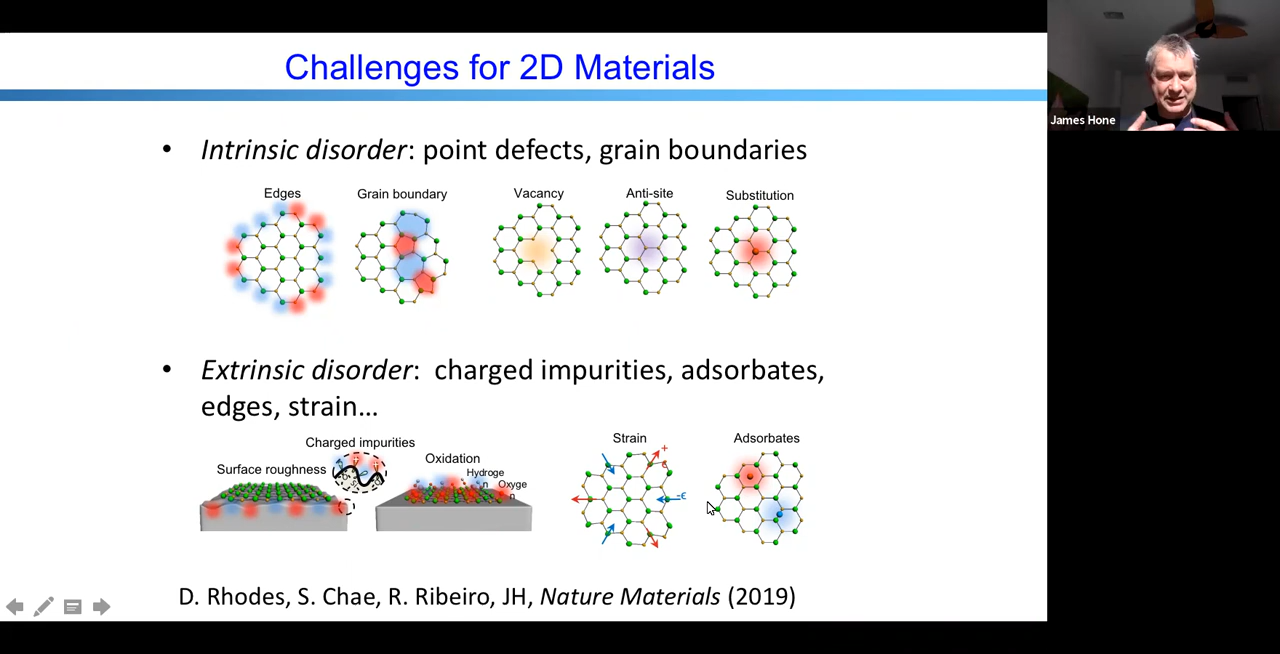 Challenges for 2D Materials
James Hone
• Intrinsic disorder: point defects, grain boundaries
Edges
Grain boundary
Vacancy
Anti-site
Substitution
• Extrinsic disorder: charged impurities, adsorbates,
edges, strain...
Charged impurities
Surface roughness
Oxidation
Hydroge
n
Oxyge
n
Strain
-ϵ
Adsorbates
D. Rhodes, S. Chae, R. Ribeiro, JH, Nature Materials (2019)